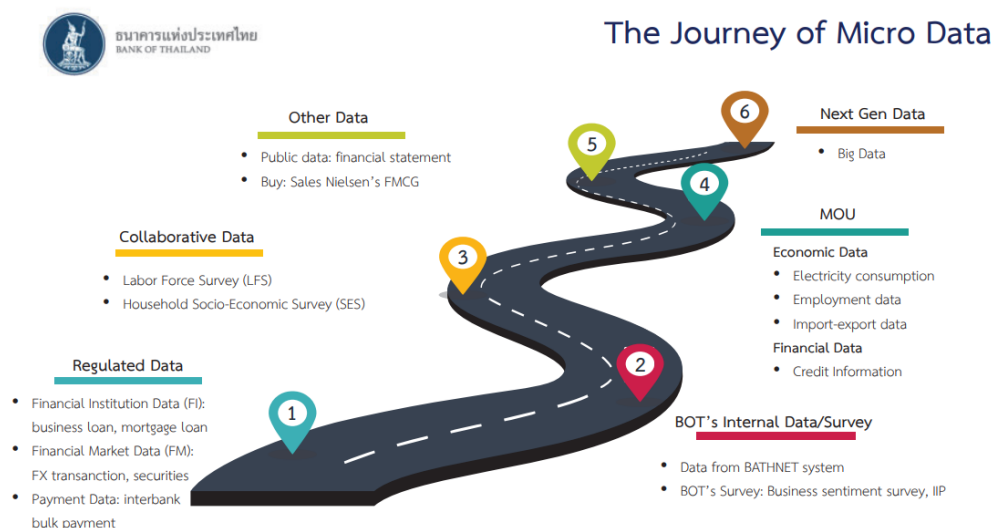 ธนาคารแห่งประเทศไทย
BANK OF THAILAND
The Journey of Micro Data
6
Next Gen Data
• Big Data
Other Data
• Public data: financial statement
• Buy: Sales Nielsen's FMCG
5
4
MOU
Economic Data
• Electricity consumption
• Employment data
• Import-export data
Financial Data
• Credit Information
Collaborative Data
• Labor Force Survey (LFS)
• Household Socio-Economic Survey (SES)
3
Regulated Data
• Financial Institution Data (FI):
business loan, mortgage loan
• Financial Market Data (FM):
FX transanction, securities
• Payment Data: interbank
bulk payment
1
2
BOT's Internal Data/Survey
• Data from BATHNET system
• BOT's Survey: Business sentiment survey, IIP